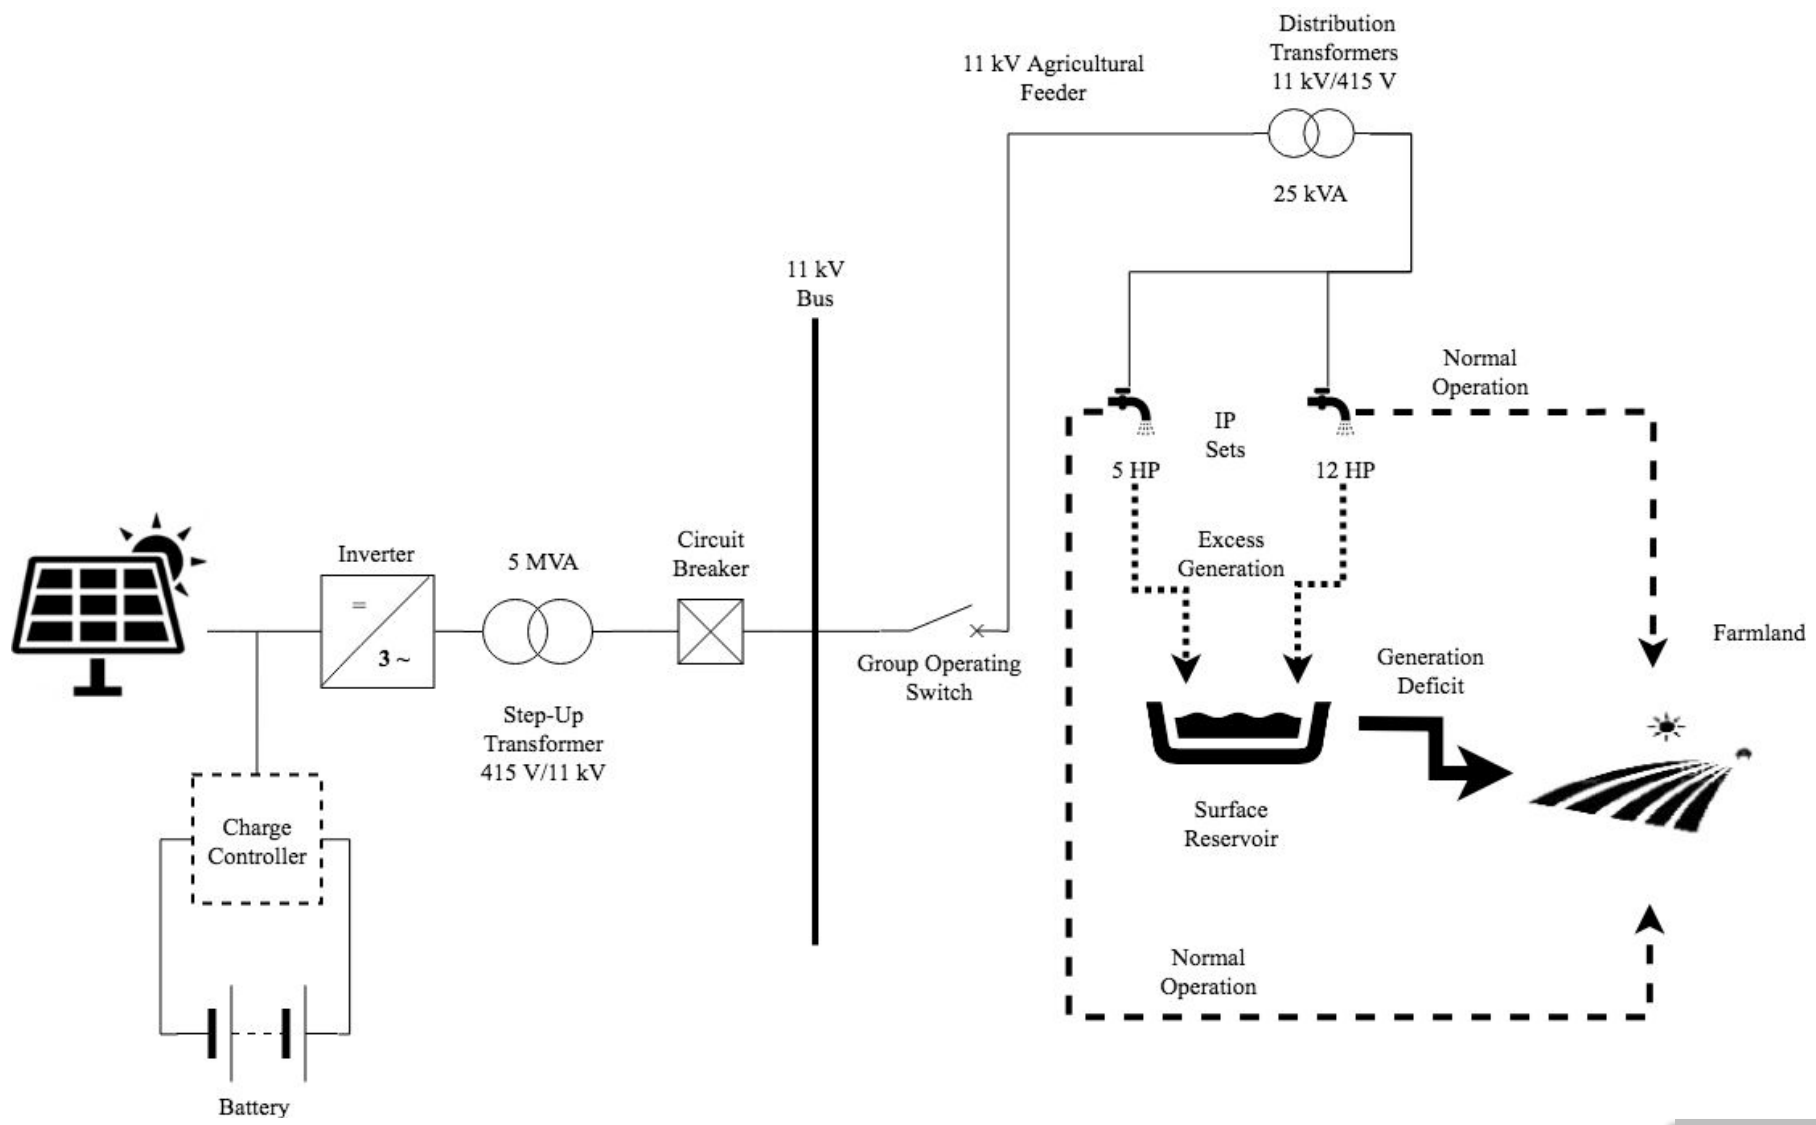 Distribution
Transformers
11 kV/415 V
11 kV Agricultural
Feeder
25 kVA
11 kV
Bus
Normal
Operation
IP
Sets
5 HP
12 HP
Excess
Generation
Circuit
Breaker
Inverter
5 MVA
=
3 ~
Farmland
Group Operating
Switch
Generation
Deficit
Step-Up
Transformer
415 V/11 kV
Surface
Reservoir
Charge
Controller
Normal
Operation
Battery